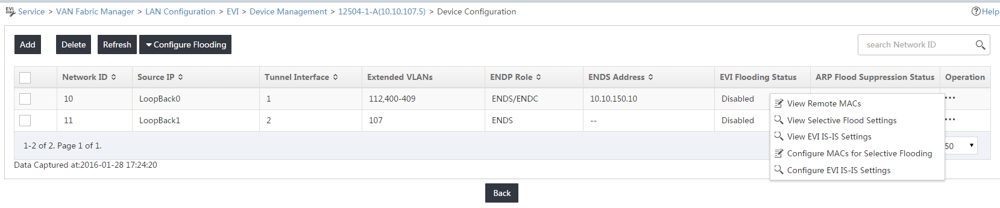 EVI Service > VAN Fabric Manager > LAN Configuration > EVI > Device Management > 12504-1-A(10.10.107.5) > Device Configuration ?Help
Add Delete Refresh Configure Flooding search Network ID
Network ID Source IP Tunnel Interface Extended VLANs ENDP Role ENDS Address EVI Flooding Status ARP Flood Suppression Status Operation
10 LoopBack0 1 112,400-409 ENDS/ENDC 10.10.150.10 Disabled ...
11 LoopBack1 2 107 ENDS -- Disabled ...
View Remote MACs
View Selective Flood Settings
View EVI IS-IS Settings
Configure MACs for Selective Flooding
Configure EVI IS-IS Settings
1-2 of 2. Page 1 of 1. 50
Data Captured at:2016-01-28 17:24:20
Back